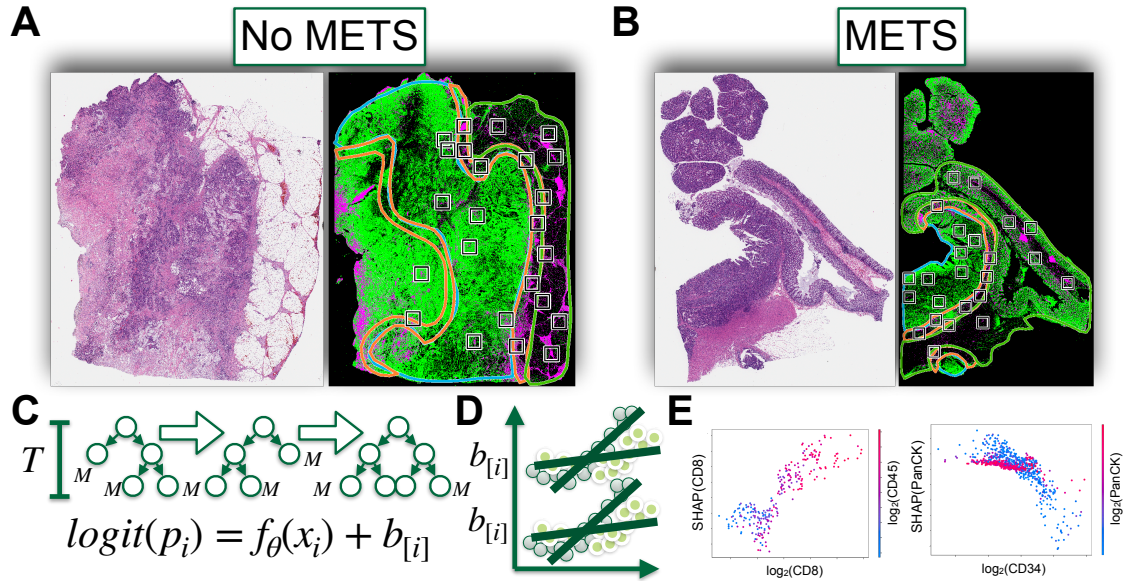 A
No METS
B
METS
C
T
M
M
M
M
M
M
M
logit(p_i) = f_θ(x_i) + b_[i]
D
b_[i]
b_[i]
E
SHAP(CD8)
log₂(CD8)
log₂(CD45)
SHAP(PanCK)
log₂(CD34)
log₂(PanCK)